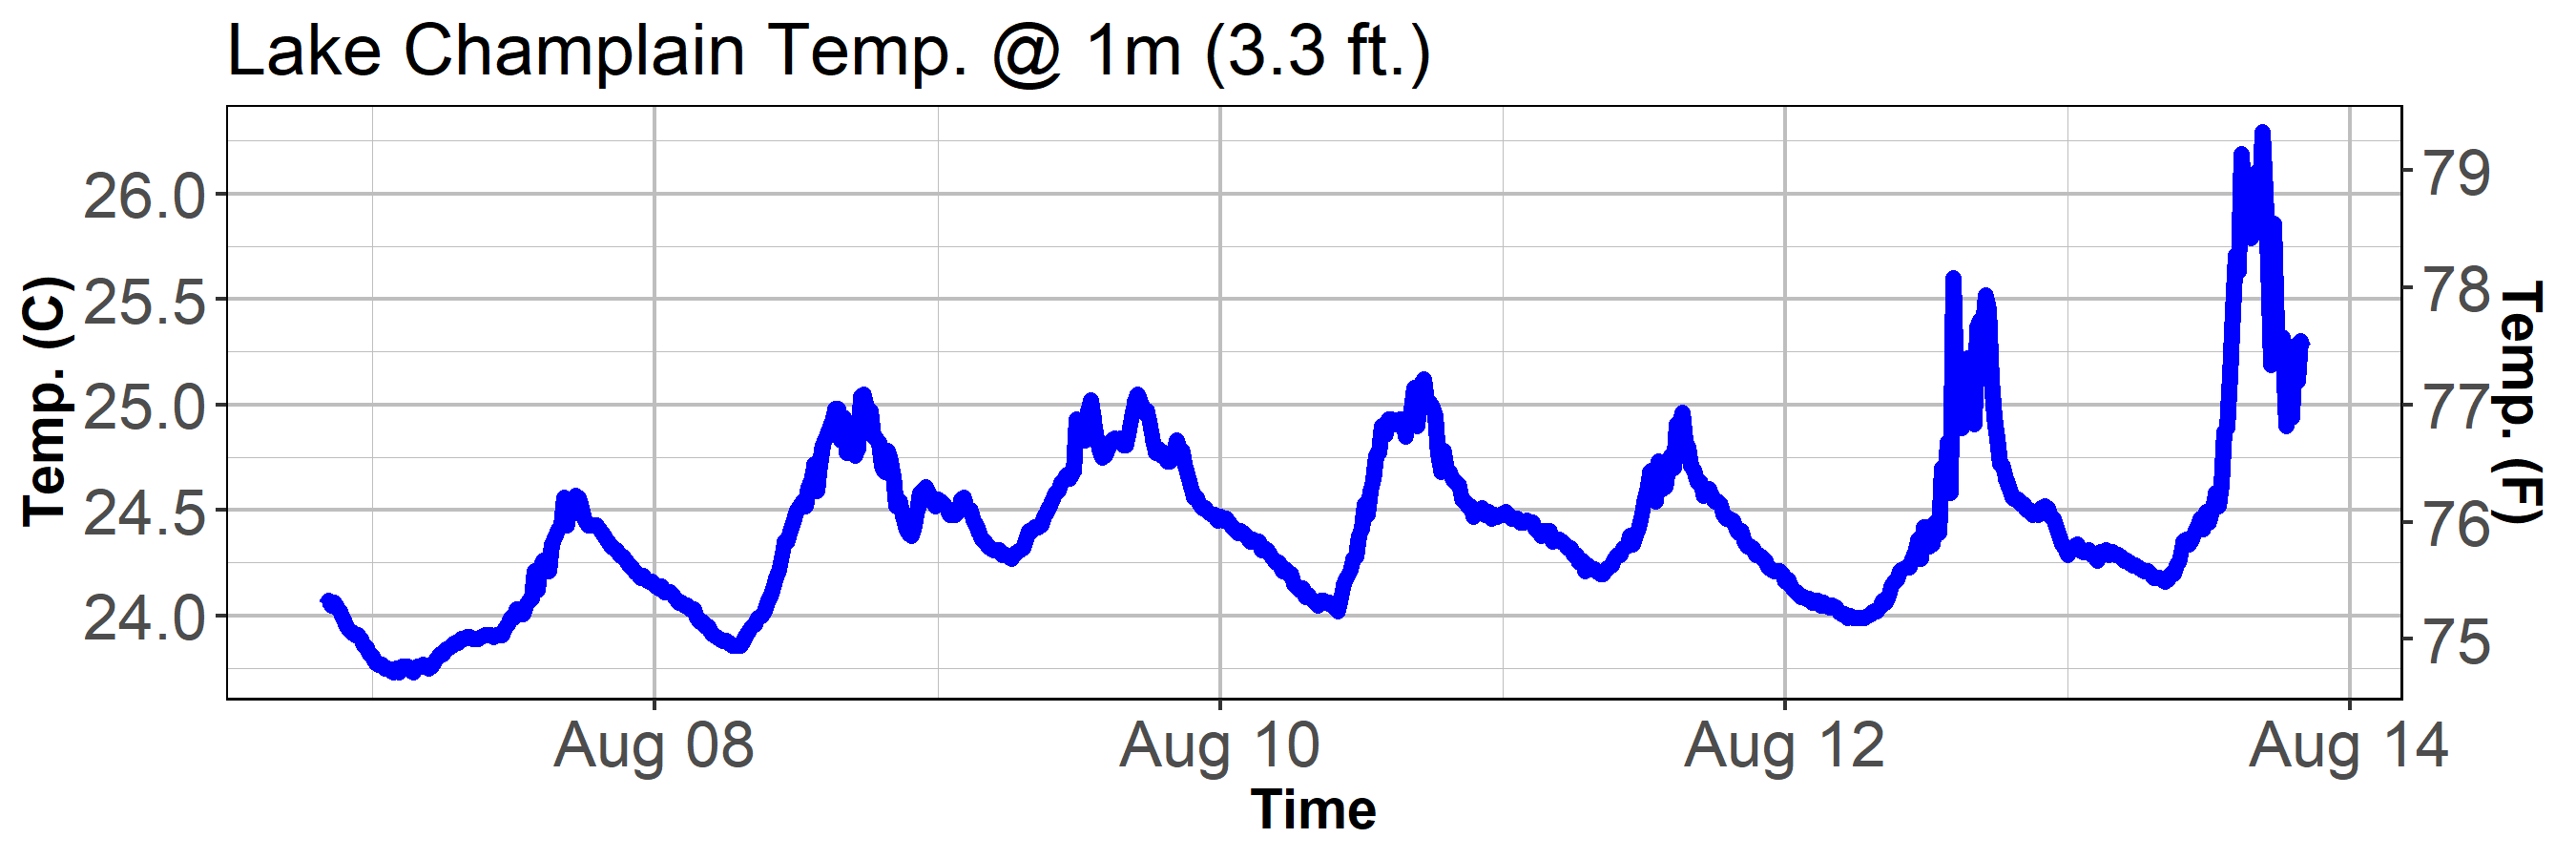 Lake Champlain Temp. @ 1m (3.3 ft.)
Temp. (C)
26.0
25.5
25.0
24.5
24.0
79
78
77
76
75
Temp. (F)
Aug 08
Aug 10
Aug 12
Aug 14
Time